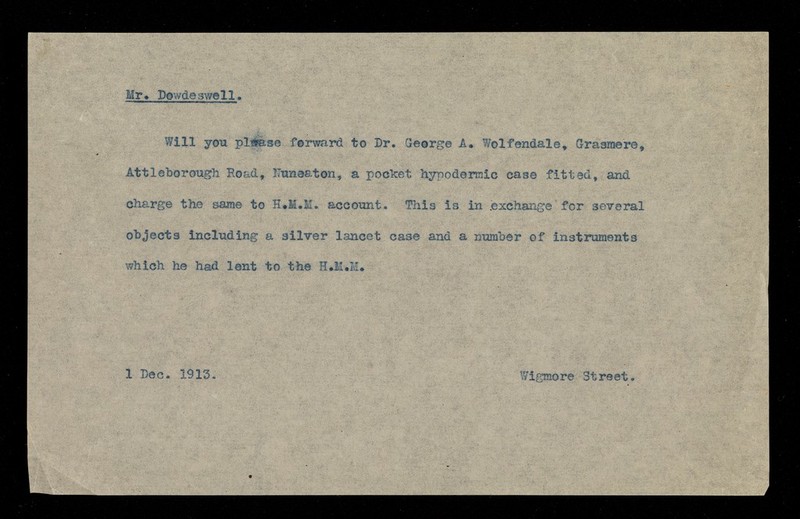 Mr. Dowdeswell.
Will you please forward to Dr. George A. Wolfendale, Grasmere,
Attleborough Road, Nuneaton, a pocket hypodermic case fitted, and
charge the same to H.M.M. account. This is in exchange for several
objects including a silver lancet case and a number of instruments
which he had lent to the H.M.M.
1 Dec. 1913.
Wigmore Street.